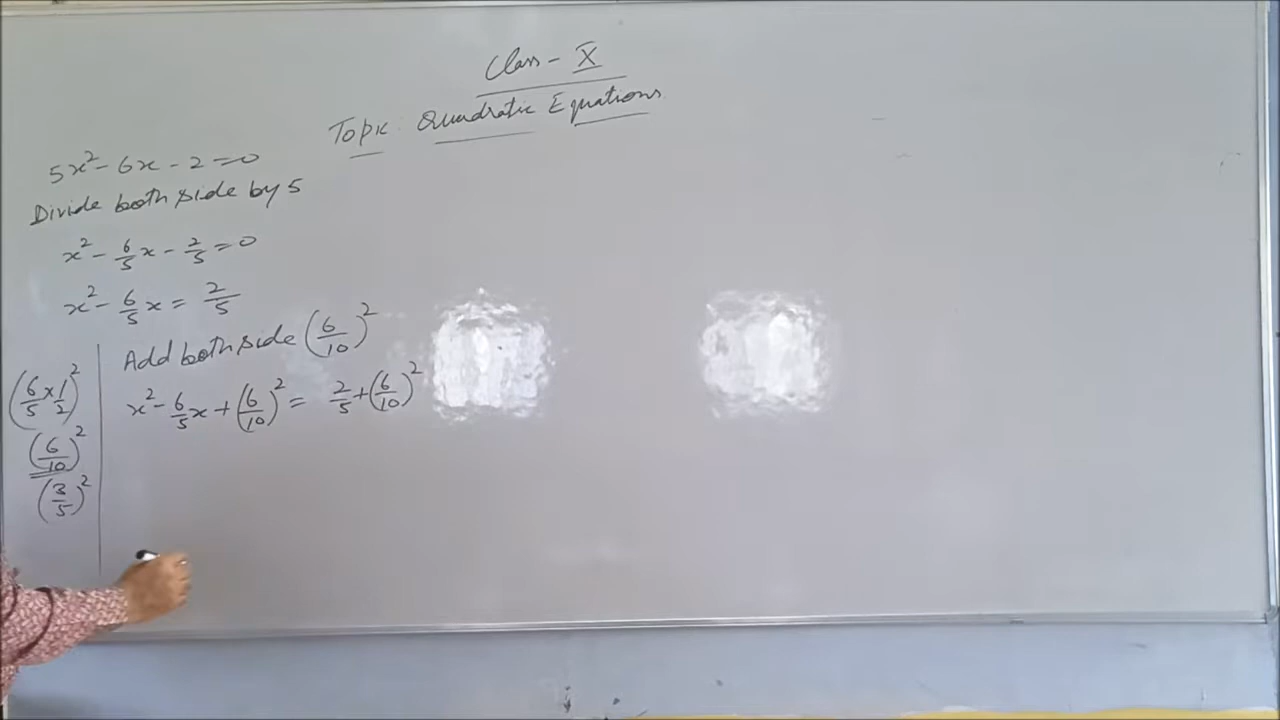 Class - X
Topic: Quadratic Equations
5x² - 6x - 2 = 0
Divide both side by 5
x² - 6/5 x - 2/5 = 0
x² - 6/5 x = 2/5
Add both side (6/10)²
x² - 6/5 x + (6/10)² = 2/5 + (6/10)²
(6/5 × 1/2)²
(6/10)²
(3/5)²